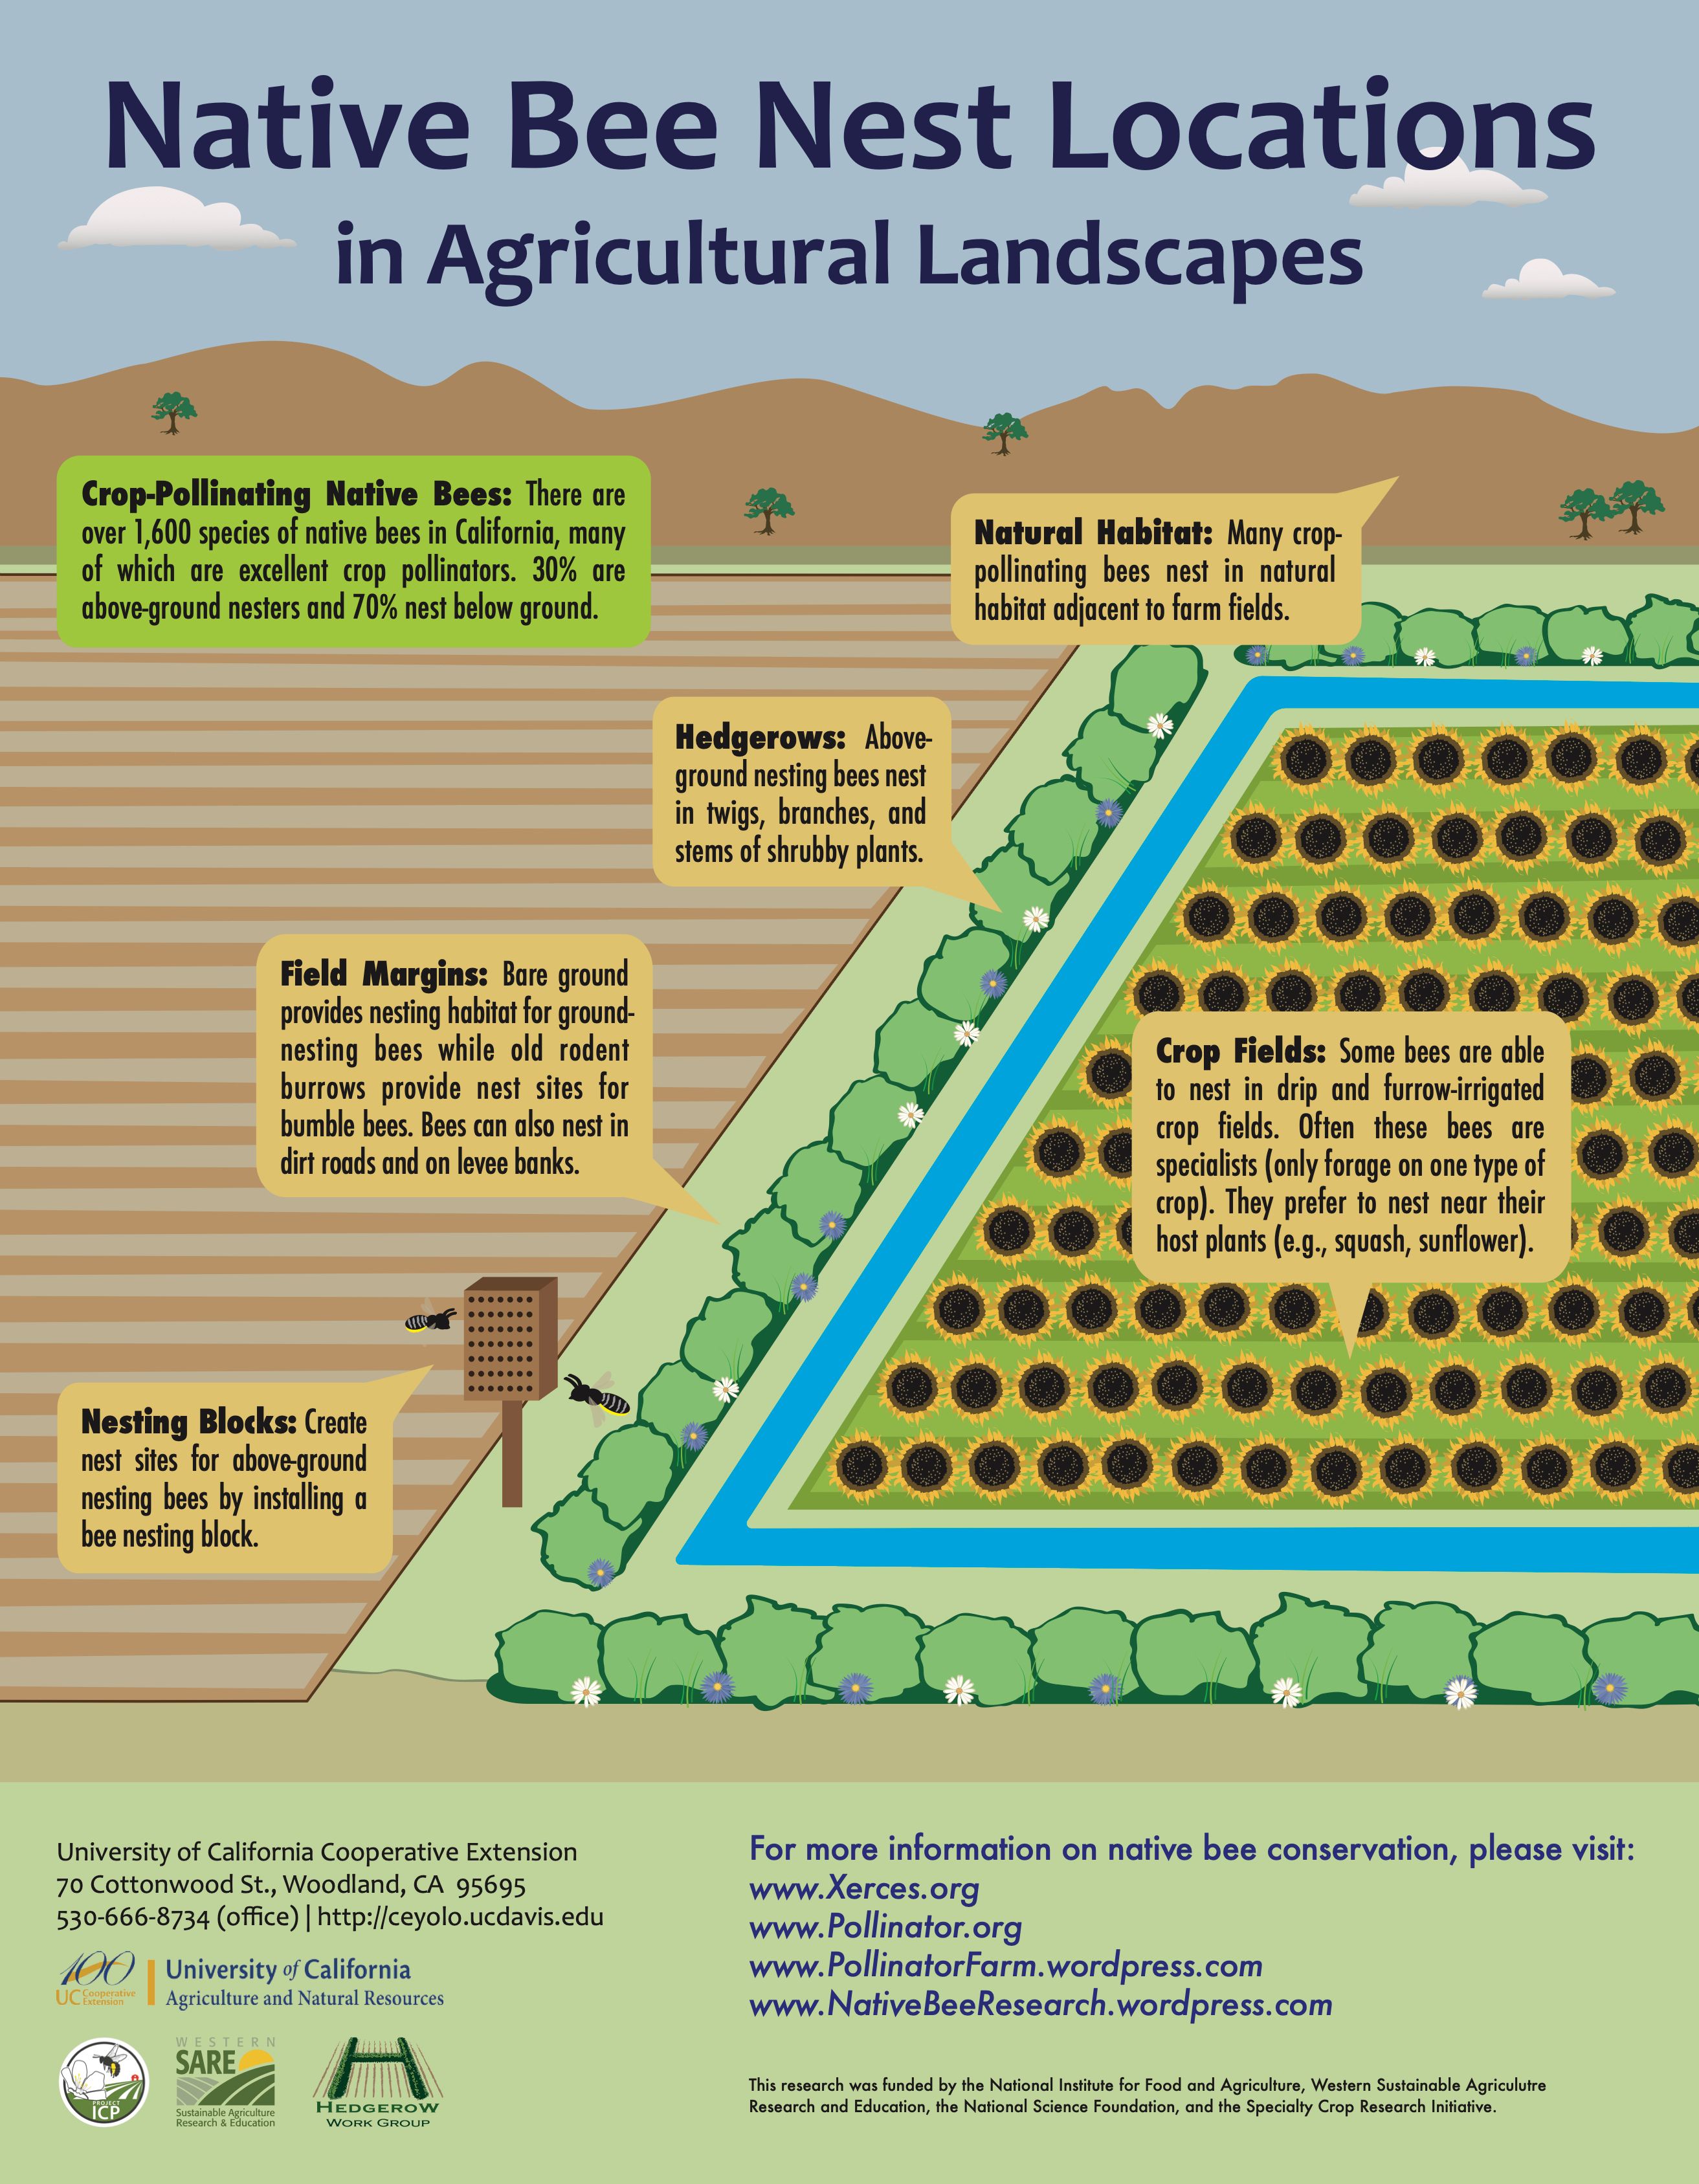 Native Bee Nest Locations
in Agricultural Landscapes
Crop-Pollinating Native Bees: There are
over 1,600 species of native bees in California, many
of which are excellent crop pollinators. 30% are
above-ground nesters and 70% nest below ground.
Natural Habitat: Many crop-
pollinating bees nest in natural
habitat adjacent to farm fields.
Hedgerows: Above-
ground nesting bees nest
in twigs, branches, and
stems of shrubby plants.
Field Margins: Bare ground
provides nesting habitat for ground-
nesting bees while old rodent
burrows provide nest sites for
bumble bees. Bees can also nest in
dirt roads and on levee banks.
Crop Fields: Some bees are able
to nest in drip and furrow-irrigated
crop fields. Often these bees are
specialists (only forage on one type of
crop). They prefer to nest near their
host plants (e.g., squash, sunflower).
Nesting Blocks: Create
nest sites for above-ground
nesting bees by installing a
bee nesting block.
University of California Cooperative Extension
70 Cottonwood St., Woodland, CA 95695
530-666-8734 (office) | http://ceyolo.ucdavis.edu
100
UC Cooperative
Extension
University of California
Agriculture and Natural Resources
PROJECT
ICP
WESTERN
SARE
Sustainable Agriculture
Research & Education
HEDGEROW
WORK GROUP
For more information on native bee conservation, please visit:
www.Xerces.org
www.Pollinator.org
www.PollinatorFarm.wordpress.com
www.NativeBeeResearch.wordpress.com
This research was funded by the National Institute for Food and Agriculture, Western Sustainable Agriculutre
Research and Education, the National Science Foundation, and the Specialty Crop Research Initiative.